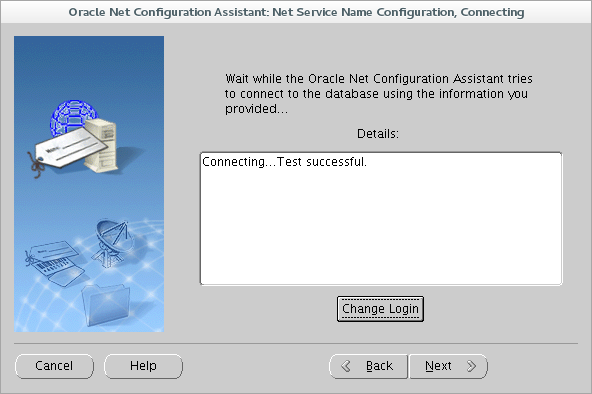 Oracle Net Configuration Assistant: Net Service Name Configuration, Connecting
Wait while the Oracle Net Configuration Assistant tries
to connect to the database using the information you
provided...
Details:
Connecting...Test successful.
Change Login
Cancel
Help
Back
Next